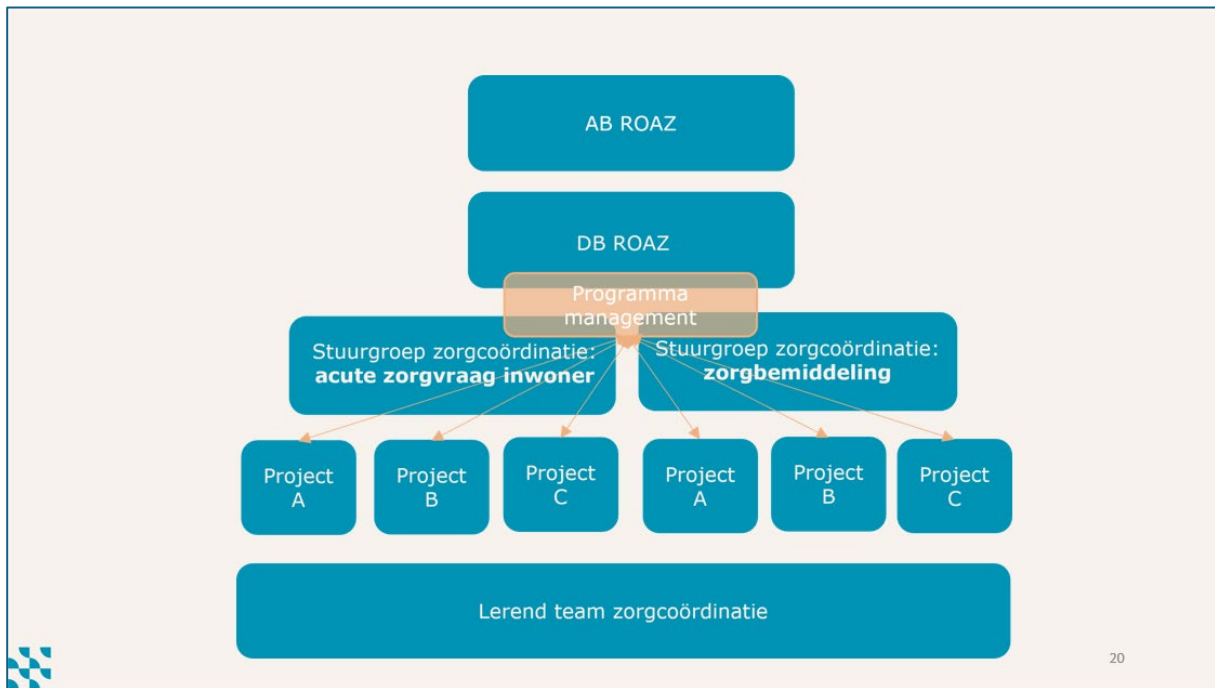 AB ROAZ
DB ROAZ
Programma
management
Stuurgroep zorgcoördinatie:
acute zorgvraag inwoner
Stuurgroep zorgcoördinatie:
zorgbemiddeling
Project
A
Project
B
Project
C
Project
A
Project
B
Project
C
Lerend team zorgcoördinatie
20